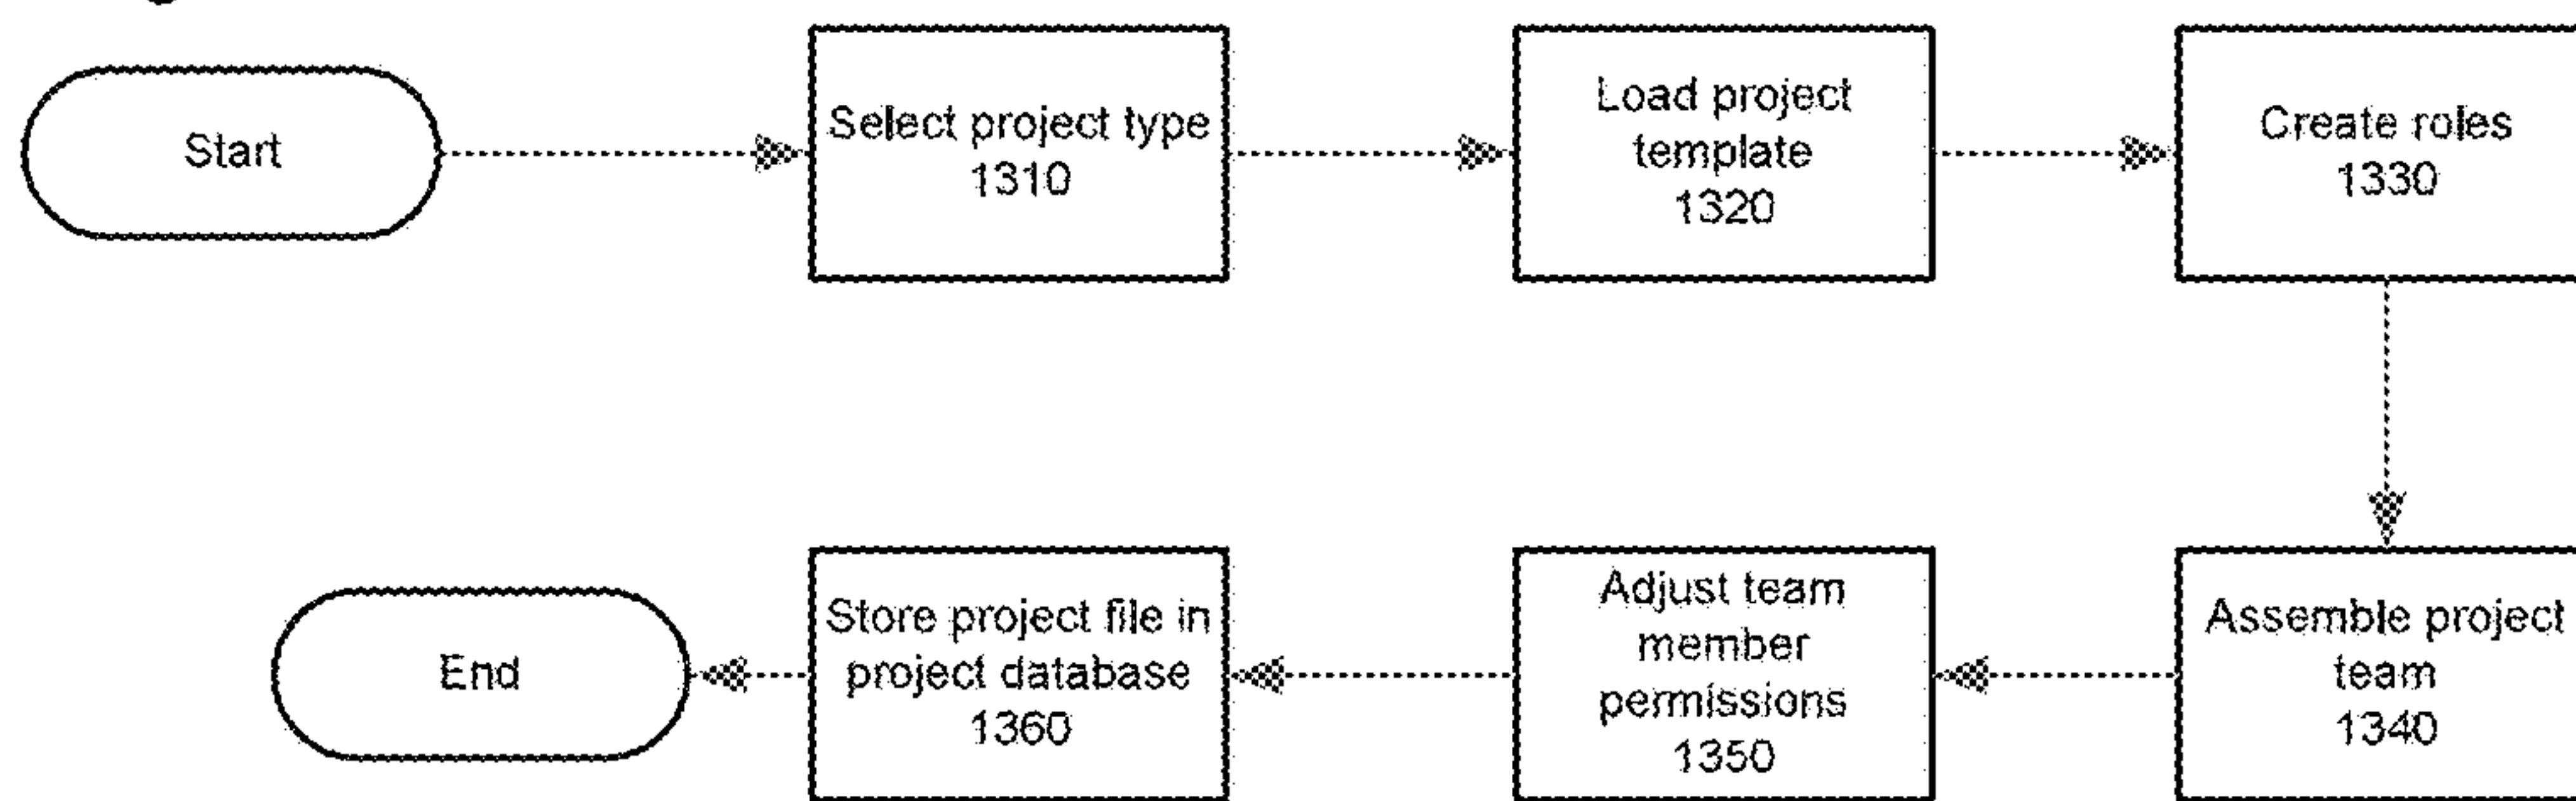 Start
Select project type
1310
Load project
template
1320
Create roles
1330
Assemble project
team
1340
Adjust team
member
permissions
1350
Store project file in
project database
1360
End